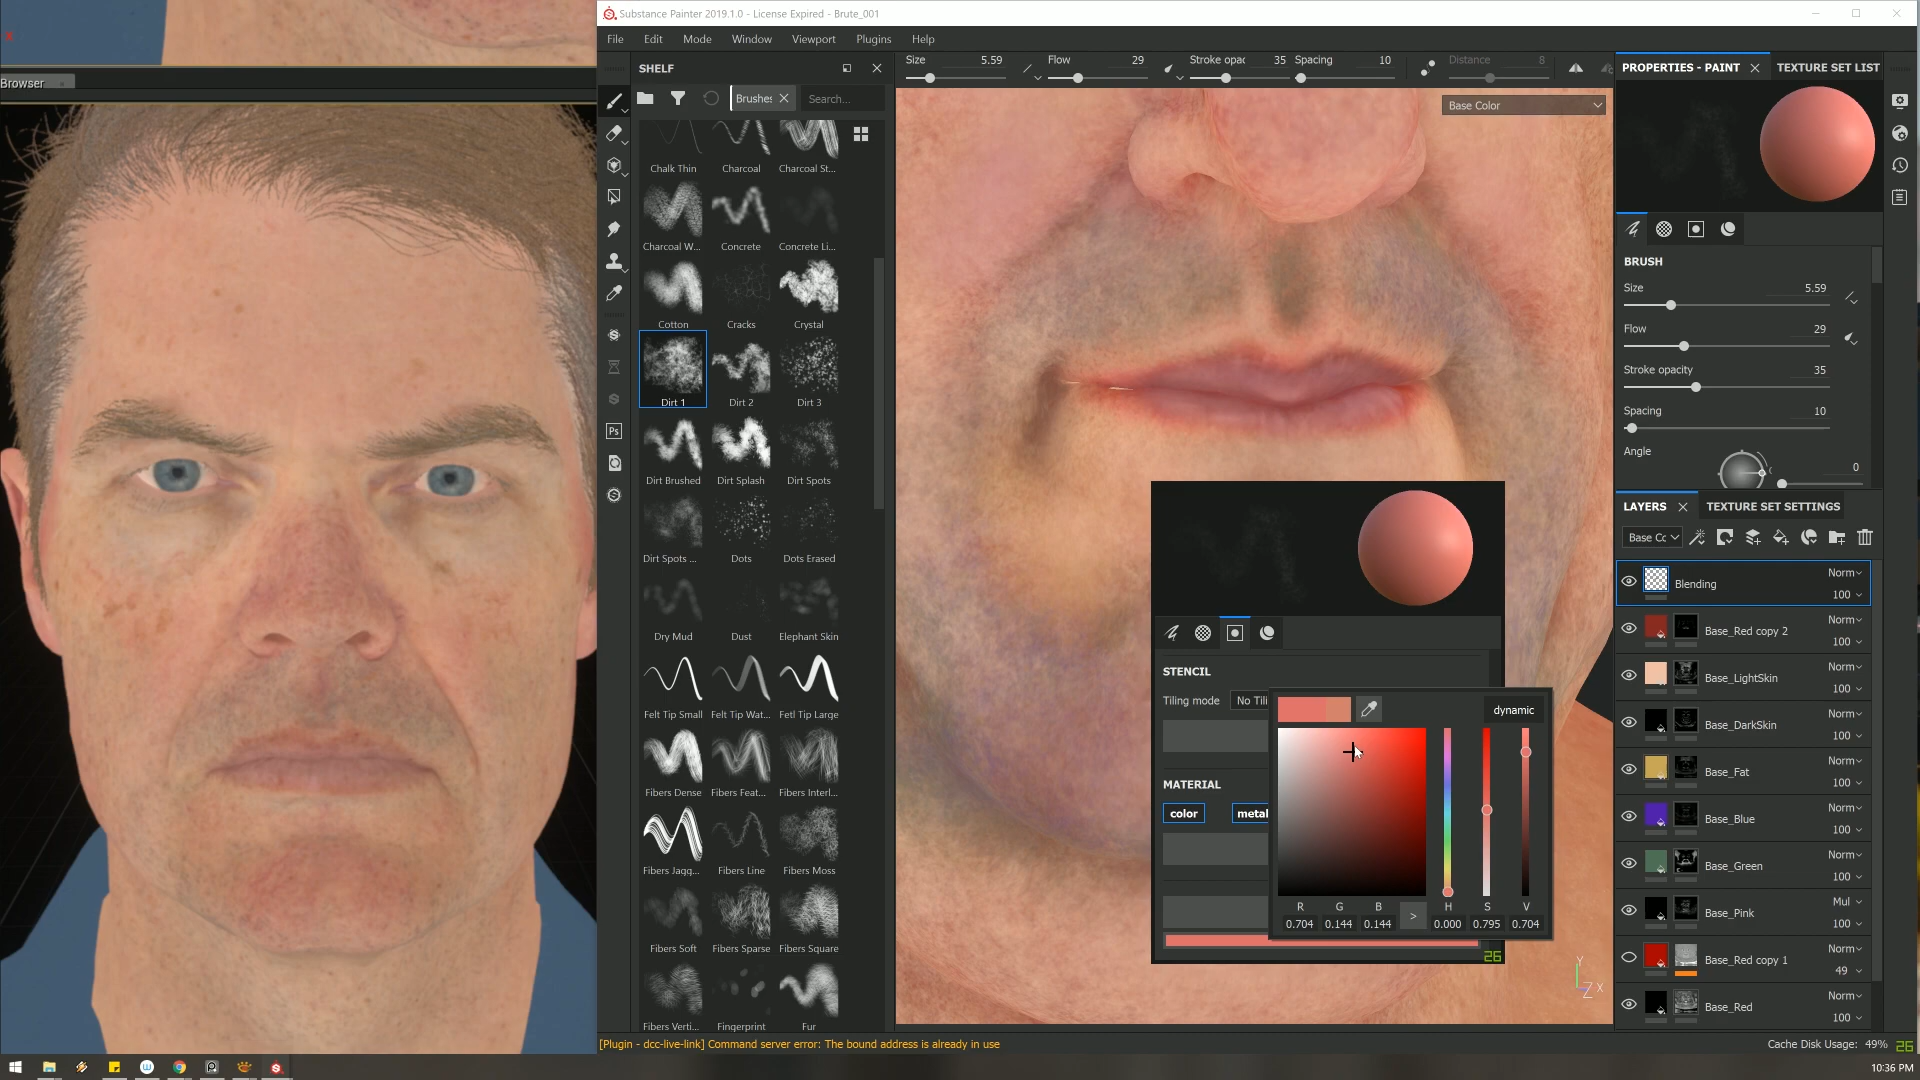 Browser
Substance Painter 2019.1.0 - License Expired - Brute_001
File Edit Mode Window Viewport Plugins Help
SHELF
Brushes
Search...
Chalk Thin Charcoal Charcoal St...
Charcoal W... Concrete Concrete Li...
Cotton Cracks Crystal
Dirt 1 Dirt 2 Dirt 3
Dirt Brushed Dirt Splash Dirt Spots
Dirt Spots ... Dots Dots Erased
Dry Mud Dust Elephant Skin
Felt Tip Small Felt Tip Wat... Fetl Tip Large
Fibers Dense Fibers Feat... Fibers Interl...
Fibers Jagg... Fibers Line Fibers Moss
Fibers Soft Fibers Sparse Fibers Square
Fibers Verti... Fingerprint Fur
Ps
Size 5.59 Flow 29 Stroke opac 35 Spacing 10 Distance 8
Base Color
STENCIL
Tiling mode No Tili
MATERIAL
color metal
dynamic
R G B > H S V
0.704 0.144 0.144 0.000 0.795 0.704
26
Y
Z X
PROPERTIES - PAINT TEXTURE SET LIST
BRUSH
Size 5.59
Flow 29
Stroke opacity 35
Spacing 10
Angle 0
LAYERS TEXTURE SET SETTINGS
Base Cc
Blending Norm 100
Base_Red copy 2 Norm 100
Base_LightSkin Norm 100
Base_DarkSkin Norm 100
Base_Fat Norm 100
Base_Blue Norm 100
Base_Green Norm 100
Base_Pink Mul 100
Base_Red copy 1 Norm 49
Base_Red Norm 100
[Plugin - dcc-live-link] Command server error: The bound address is already in use
Cache Disk Usage: 49% 26
10:36 PM